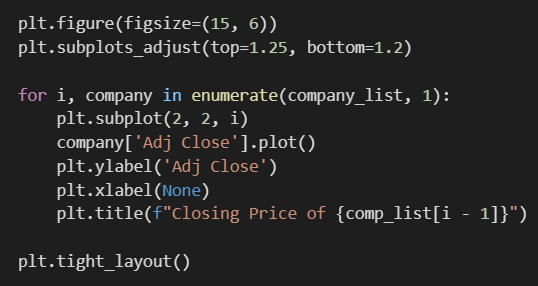 plt.figure(figsize=(15, 6))
plt.subplots_adjust(top=1.25, bottom=1.2)

for i, company in enumerate(company_list, 1):
    plt.subplot(2, 2, i)
    company['Adj Close'].plot()
    plt.ylabel('Adj Close')
    plt.xlabel(None)
    plt.title(f"Closing Price of {comp_list[i - 1]}")

plt.tight_layout()